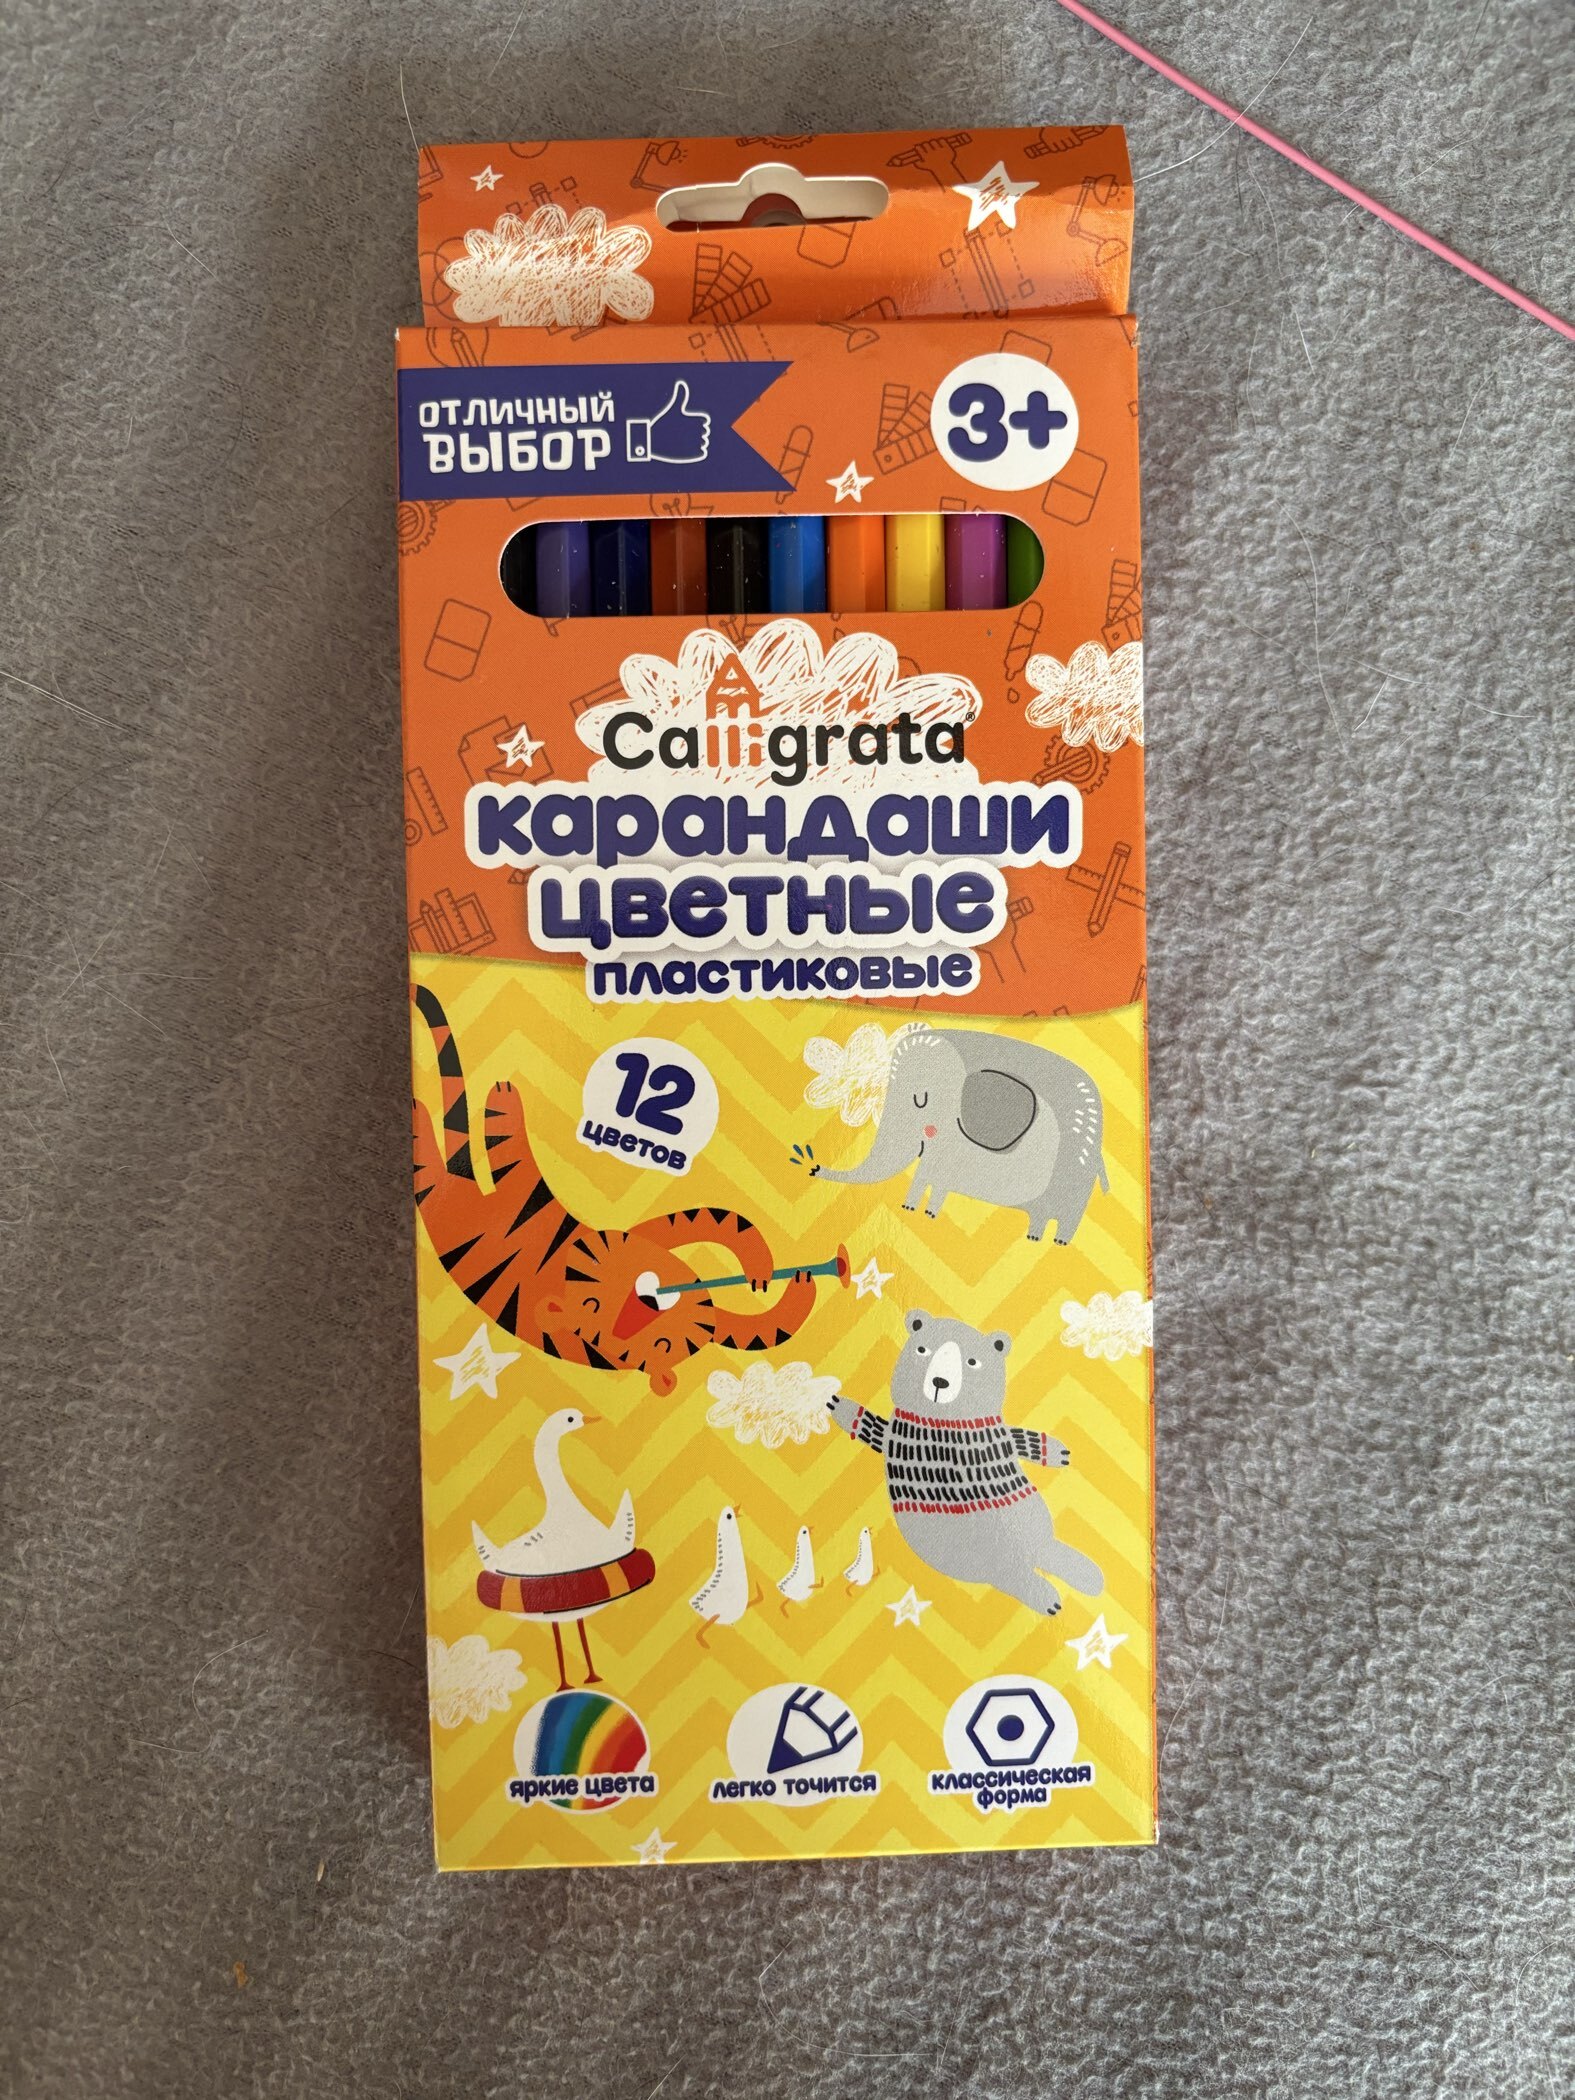 ОТЛИЧНЫЙ
ВЫБОР
3+
Calligrata®
карандаши
цветные
пластиковые
12
цветов
яркие цвета
легко точится
классическая
форма